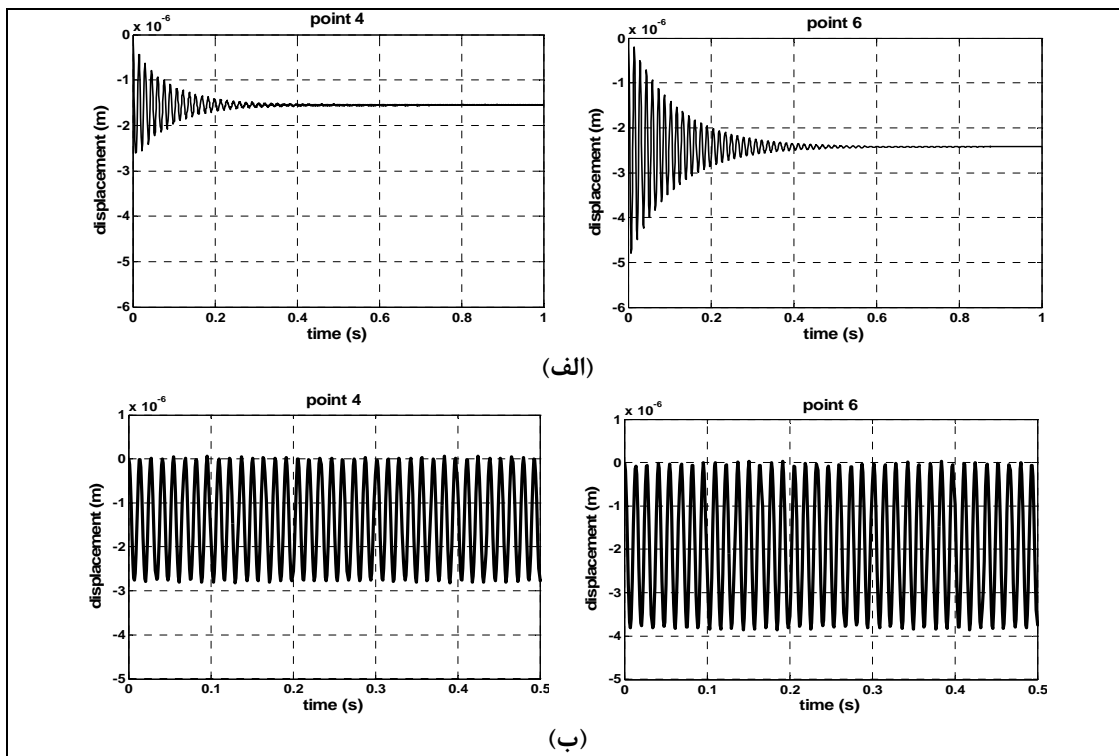 point 4
x 10⁻⁶
0
-1
-2
-3
-4
-5
-6
0 0.2 0.4 0.6 0.8 1
displacement (m)
time (s)
point 6
x 10⁻⁶
0
-1
-2
-3
-4
-5
-6
0 0.2 0.4 0.6 0.8 1
displacement (m)
time (s)
(الف)
point 4
x 10⁻⁶
1
0
-1
-2
-3
-4
-5
0 0.1 0.2 0.3 0.4 0.5
displacement (m)
time (s)
point 6
x 10⁻⁶
1
0
-1
-2
-3
-4
-5
0 0.1 0.2 0.3 0.4 0.5
displacement (m)
time (s)
(ب)